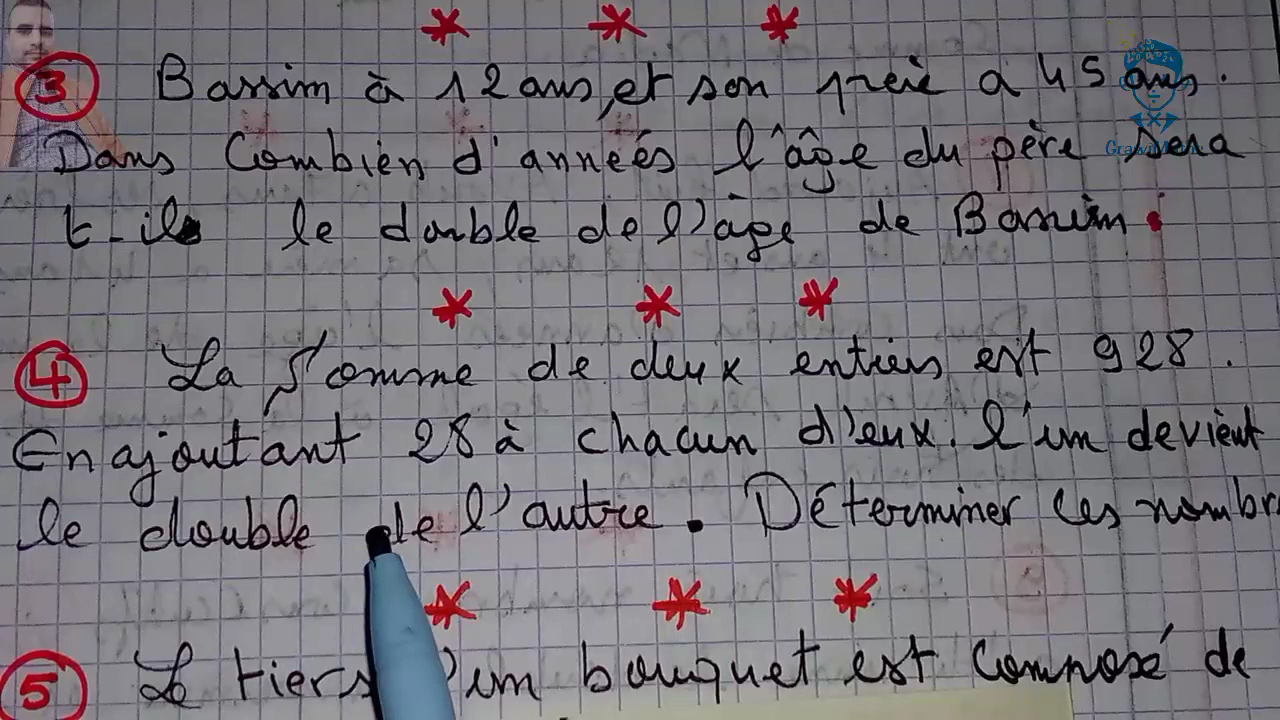 3 Bassim à 12 ans, et son père a 45 ans.
Dans Combien d'années l'âge du père sera
t-il le double de l'âge de Bassim
4 La Somme de deux entiers est 928.
En ajoutant 28 à chacun d'eux. l'un devient
le double de l'autre. Déterminer ces nombr
5 Le tiers d'un bouquet est Composé de